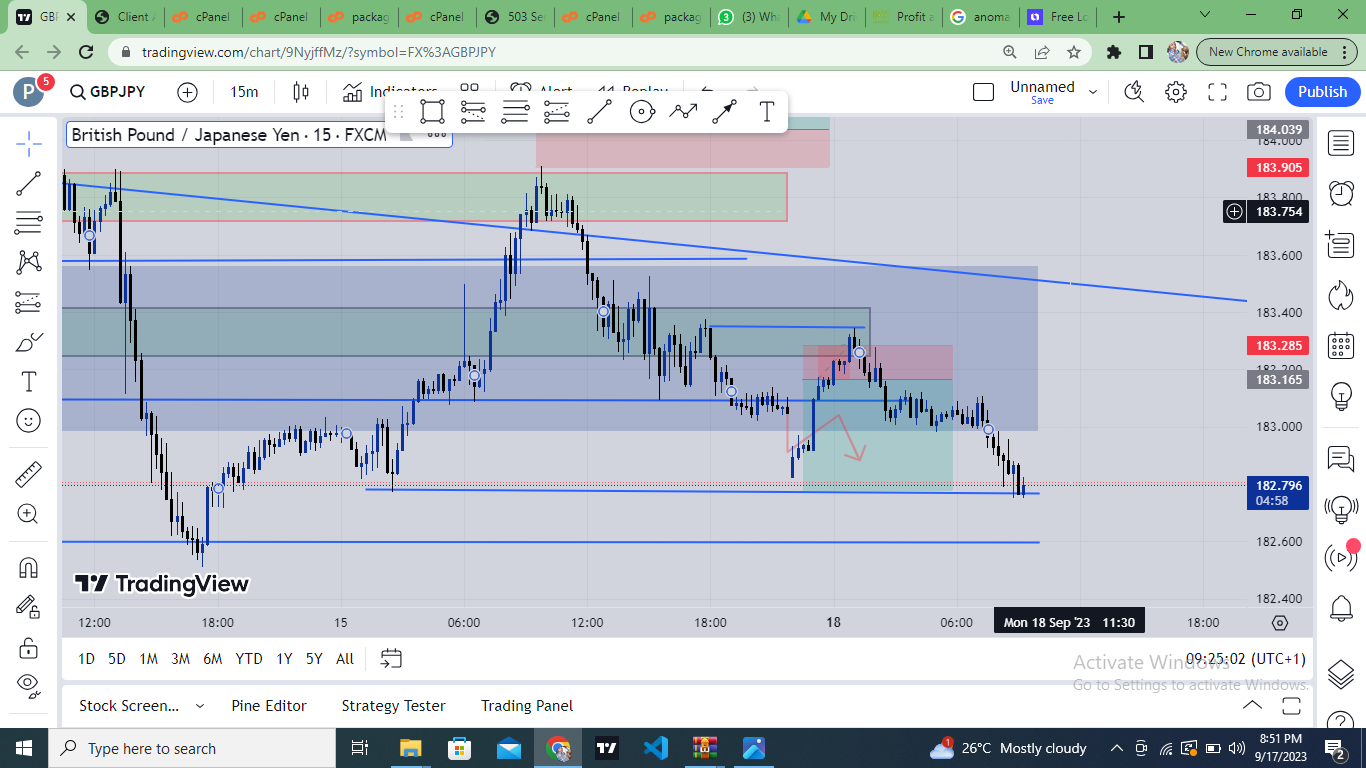 GBP
Client A
cPanel
cPanel
packag
cPanel
503 Se
cPanel
packag
(3) Wha
My Dri
Profit a
anoma
Free Lo
tradingview.com/chart/9NyjffMz/?symbol=FX%3AGBPJPY
New Chrome available
P
5
GBPJPY
15m
Indicators
Alert
Replay
Unnamed
Save
Publish
T
British Pound / Japanese Yen · 15 · FXCM
184.039
184.000
183.905
183.800
183.754
183.600
183.400
183.285
183.200
183.165
183.000
182.796
04:58
182.600
182.400
TradingView
12:00
18:00
15
06:00
12:00
18:00
18
06:00
Mon 18 Sep '23 11:30
18:00
1D 5D 1M 3M 6M YTD 1Y 5Y All
09:25:02 (UTC+1)
Activate Windows
Go to Settings to activate Windows.
Stock Screen...
Pine Editor
Strategy Tester
Trading Panel
Type here to search
1
26°C Mostly cloudy
8:51 PM
9/17/2023
2